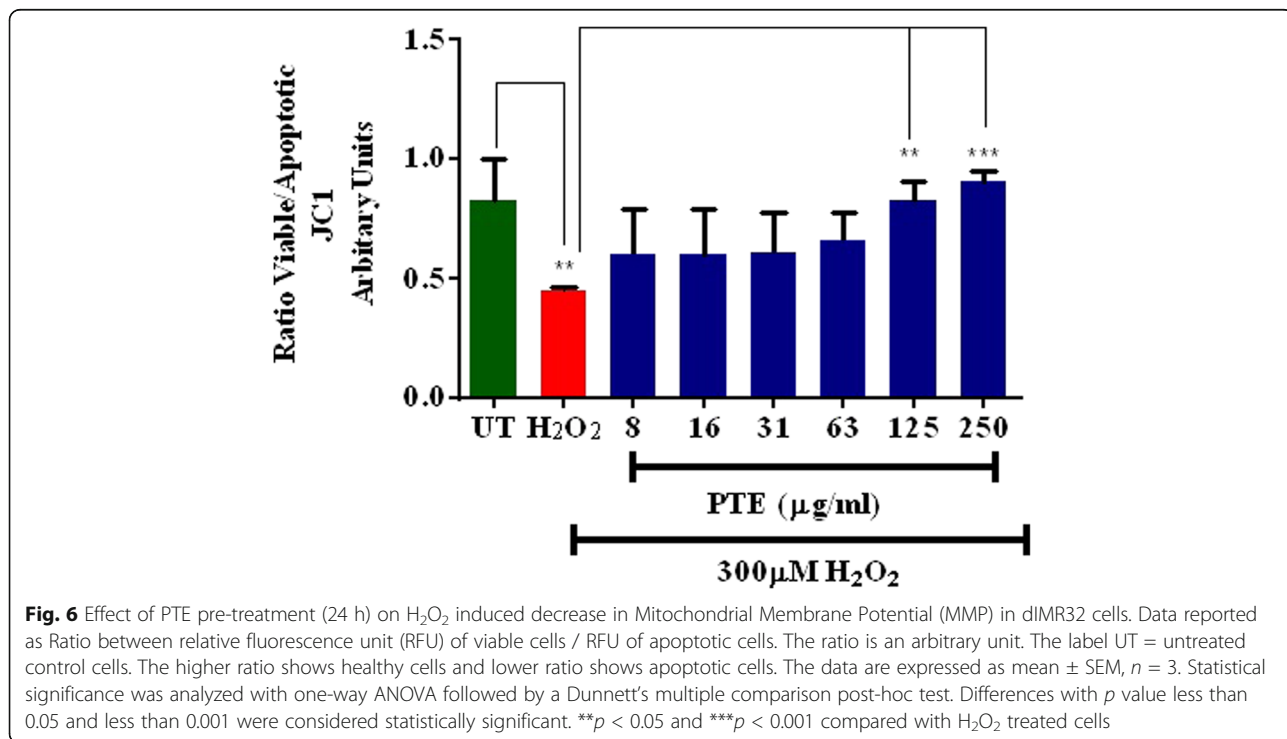 Ratio Viable/Apoptotic
JC1
Arbitary Units
1.5
1.0
0.5
0.0
**
**
***
UT H₂O₂ 8 16 31 63 125 250
PTE (μg/ml)
300μM H₂O₂
Fig. 6 Effect of PTE pre-treatment (24 h) on H₂O₂ induced decrease in Mitochondrial Membrane Potential (MMP) in dIMR32 cells. Data reported
as Ratio between relative fluorescence unit (RFU) of viable cells / RFU of apoptotic cells. The ratio is an arbitrary unit. The label UT = untreated
control cells. The higher ratio shows healthy cells and lower ratio shows apoptotic cells. The data are expressed as mean ± SEM, n = 3. Statistical
significance was analyzed with one-way ANOVA followed by a Dunnett's multiple comparison post-hoc test. Differences with p value less than
0.05 and less than 0.001 were considered statistically significant. **p < 0.05 and ***p < 0.001 compared with H₂O₂ treated cells